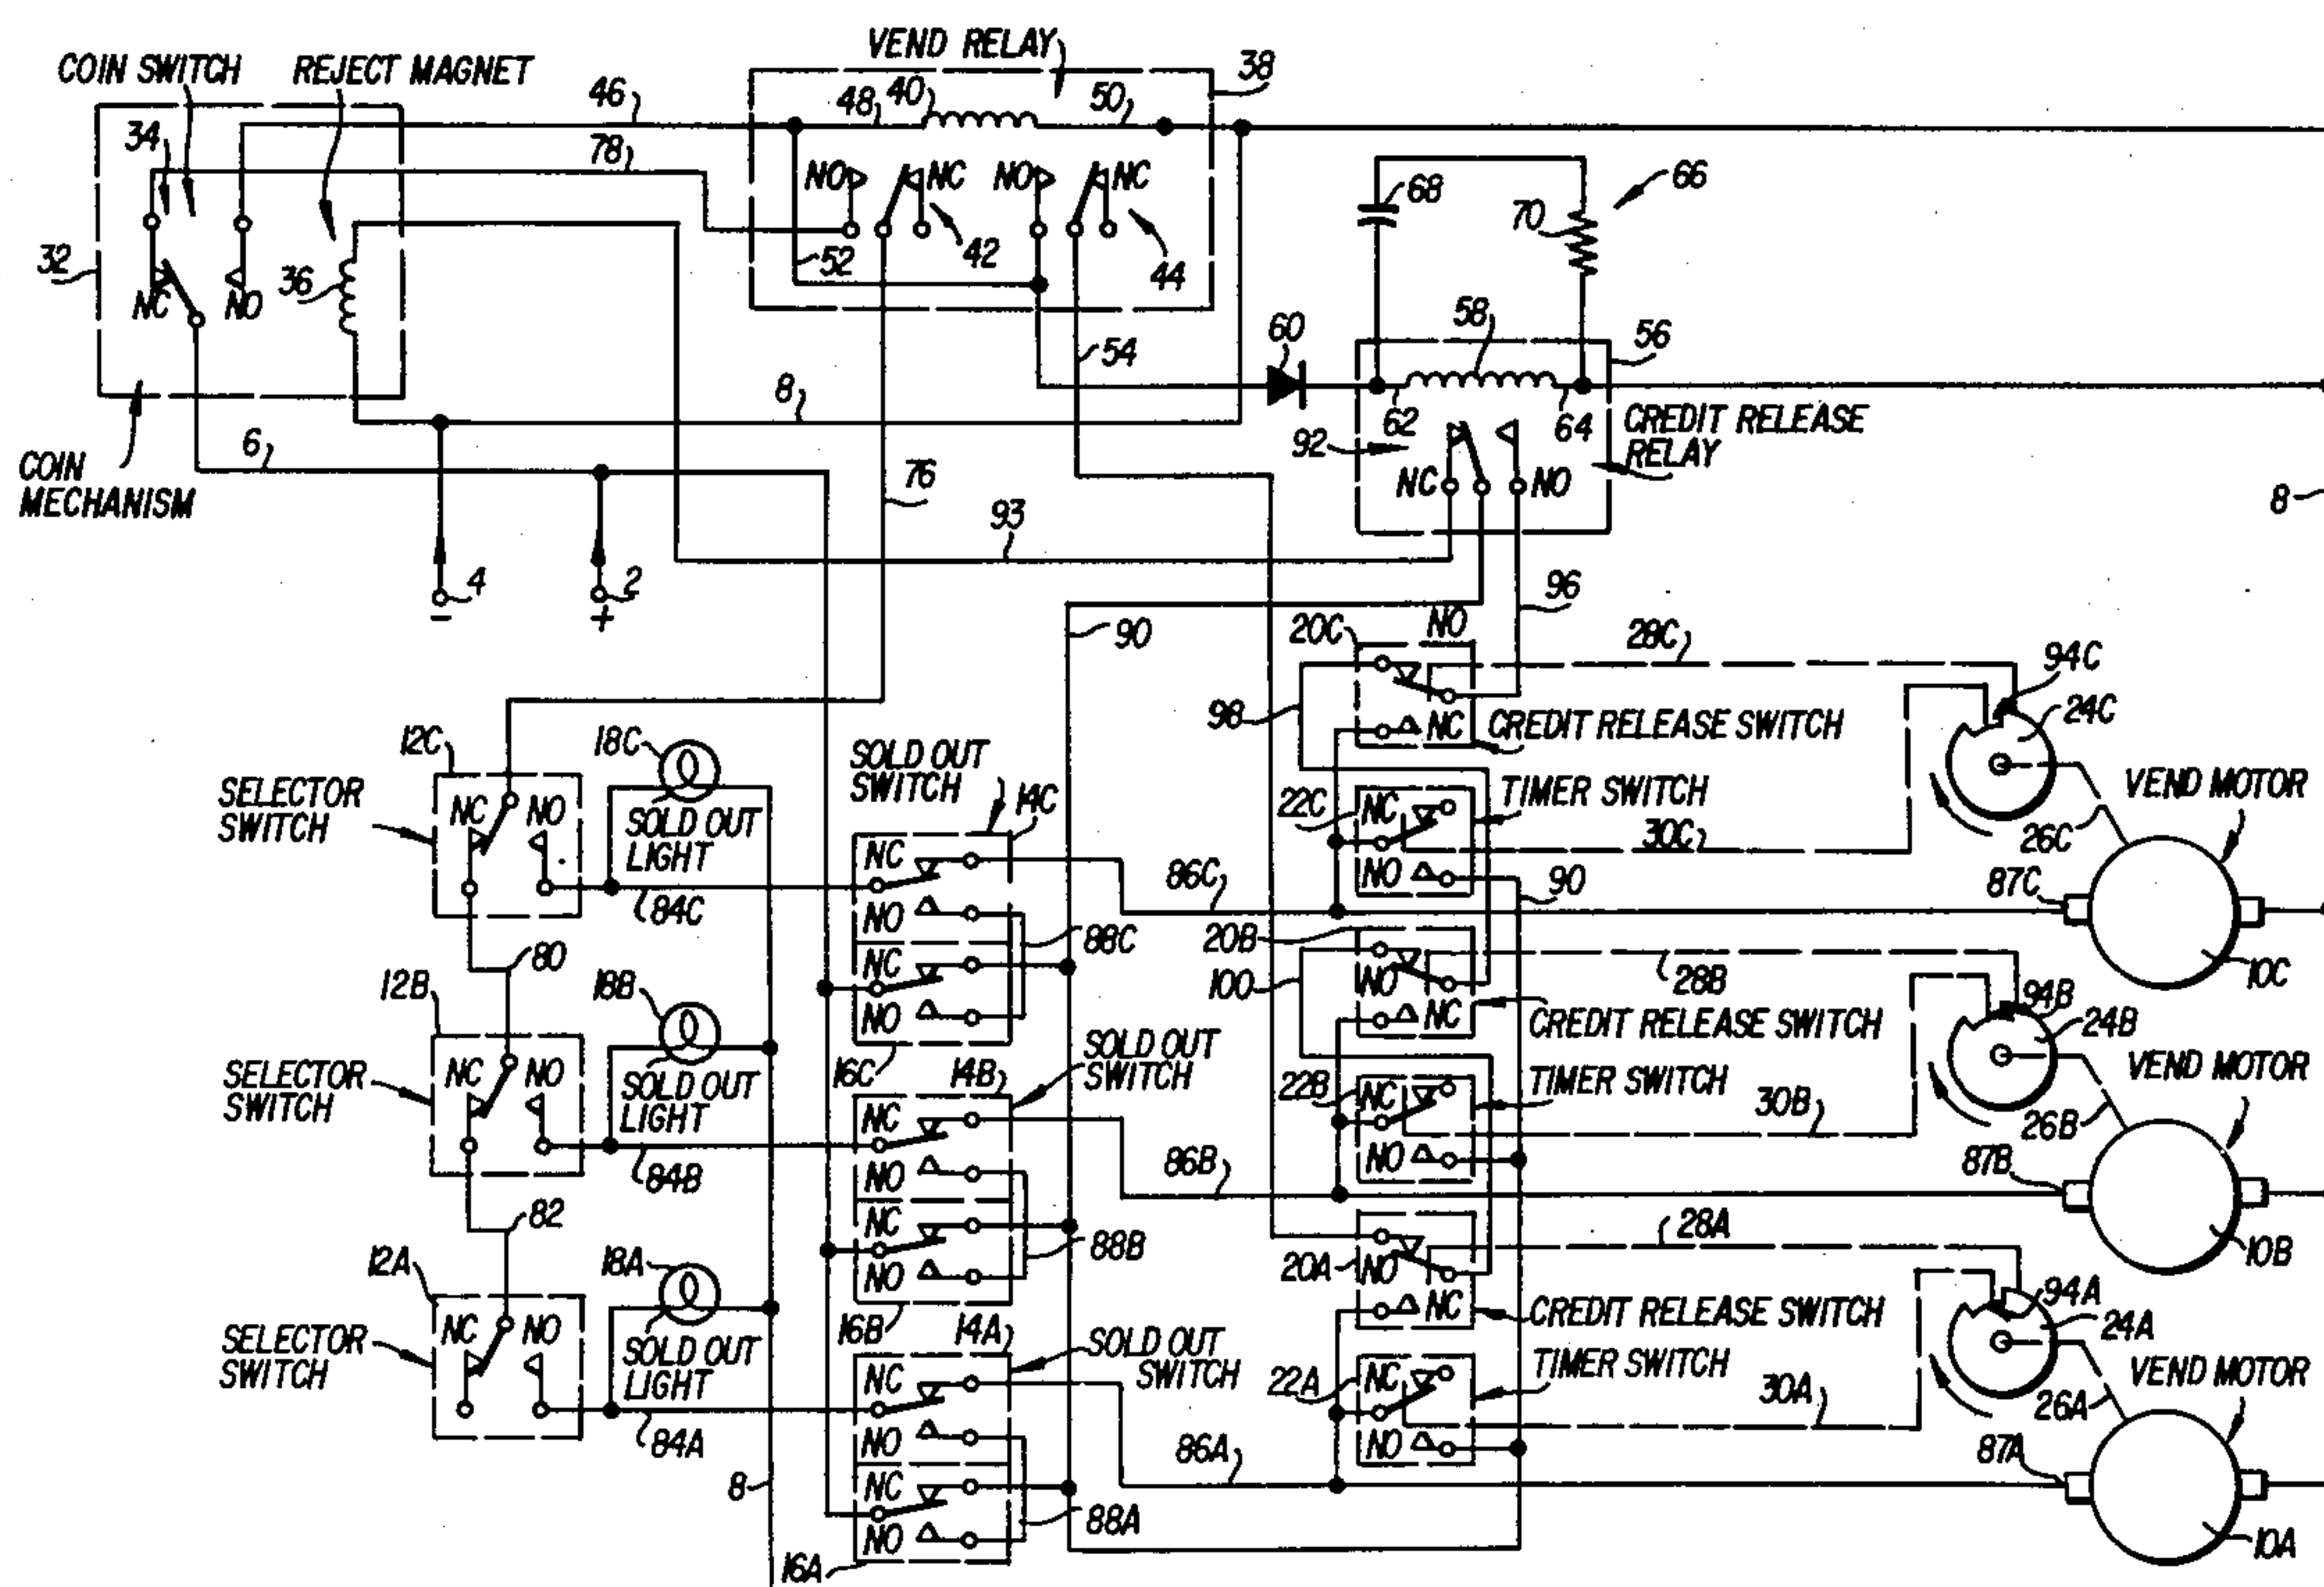 VEND RELAY
38
COIN SWITCH
REJECT MAGNET
46
48
40
50
34
78
NO
NC
NO
NC
68
66
70
32
NC
NO
36
52
42
44
58
60
56
54
8
62
64
CREDIT RELEASE
RELAY
92
6
COIN
MECHANISM
76
NC
NO
8
93
4
2
−
+
96
90
20C
NO
28C
94C
98
NC
24C
CREDIT RELEASE SWITCH
12C
18C
SOLD OUT
SWITCH
SELECTOR
SWITCH
NC
NO
SOLD OUT
LIGHT
14C
22C
NC
TIMER SWITCH
VEND MOTOR
30C
26C
NC
NO
86C
NO
87C
90
84C
88C
20B
80
NC
NO
100
NO
28B
10C
12B
18B
94B
NC
CREDIT RELEASE SWITCH
24B
16C
14B
SOLD OUT
SWITCH
SELECTOR
SWITCH
NC
NO
SOLD OUT
LIGHT
22B
NC
TIMER SWITCH
VEND MOTOR
30B
26B
NC
NO
86B
NO
87B
84B
82
NC
NO
88B
28A
10B
12A
18A
20A
NO
NC
94A
24A
CREDIT RELEASE SWITCH
16B
14A
SOLD OUT
SWITCH
SELECTOR
SWITCH
NC
NO
SOLD OUT
LIGHT
22A
NC
TIMER SWITCH
VEND MOTOR
30A
26A
NC
NO
86A
NO
87A
84A
8
NC
NO
88A
10A
16A